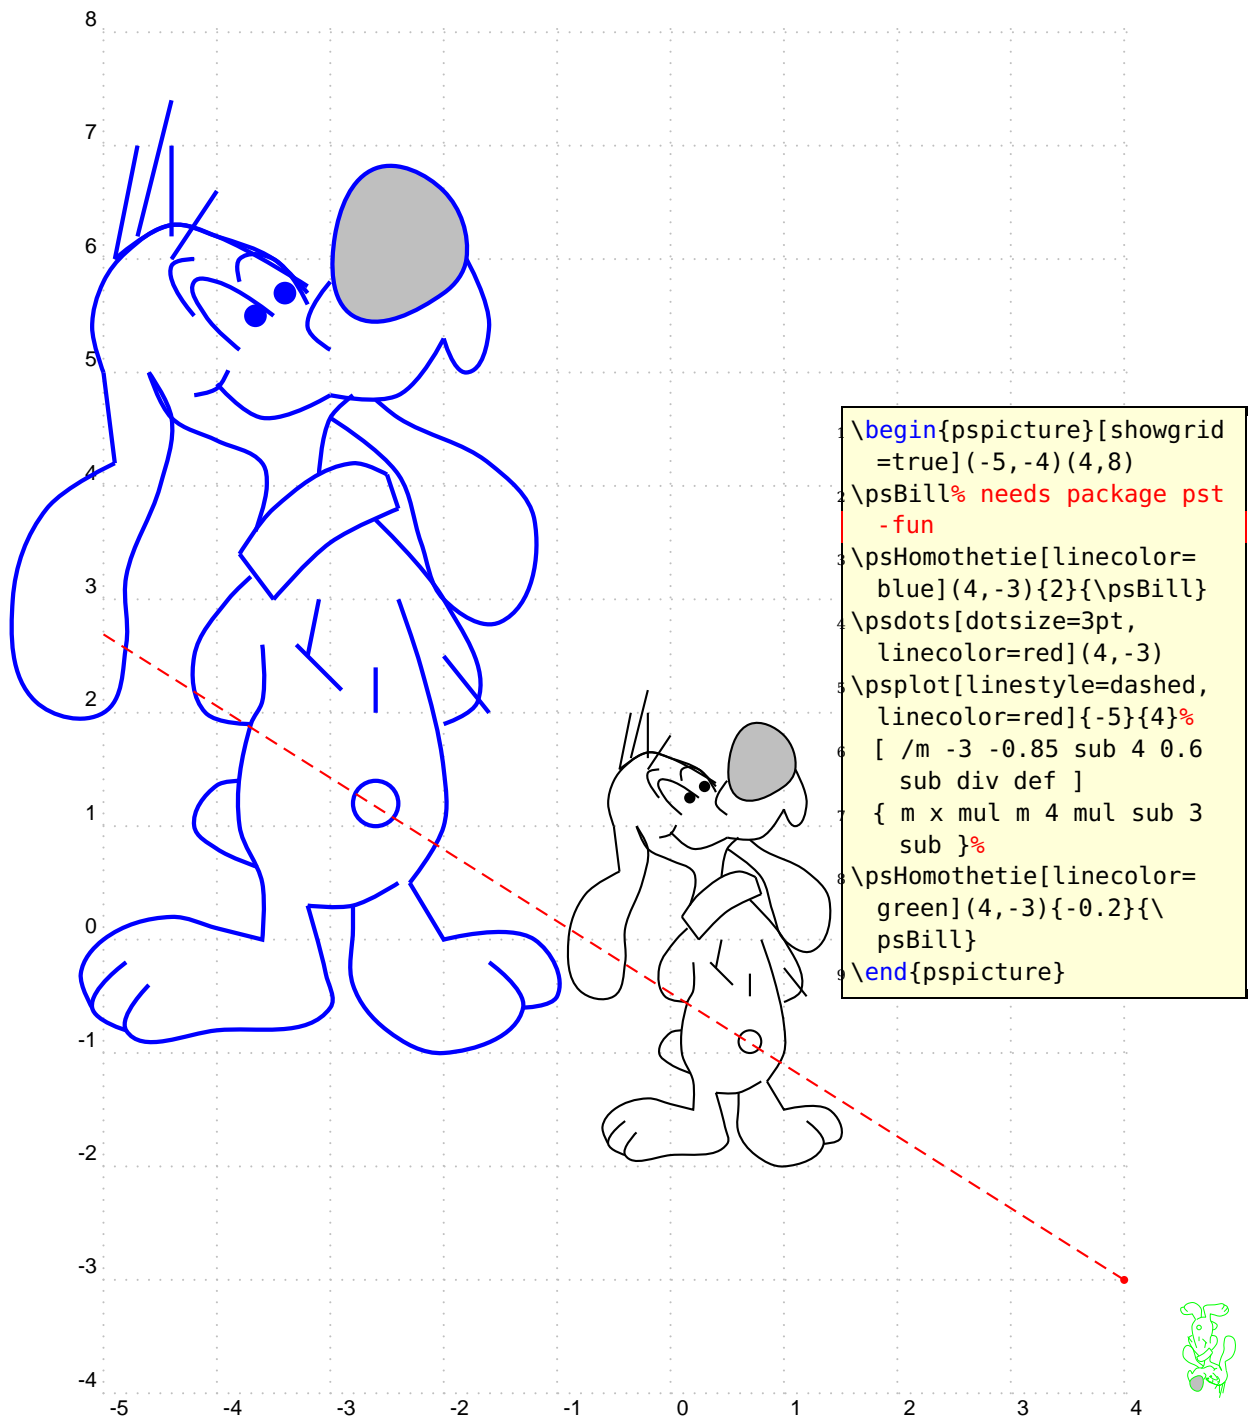 8
7
6
5
4
3
2
1
0
-1
-2
-3
-4
-5 -4 -3 -2 -1 0 1 2 3 4
1 \begin{pspicture}[showgrid
=true](-5,-4)(4,8)
2 \psBill% needs package pst
-fun
3 \psHomothetie[linecolor=
blue](4,-3){2}{\psBill}
4 \psdots[dotsize=3pt,
linecolor=red](4,-3)
5 \psplot[linestyle=dashed,
linecolor=red]{-5}{4}%
6 [ /m -3 -0.85 sub 4 0.6
sub div def ]
7 { m x mul m 4 mul sub 3
sub }%
8 \psHomothetie[linecolor=
green](4,-3){-0.2}{\
psBill}
9 \end{pspicture}